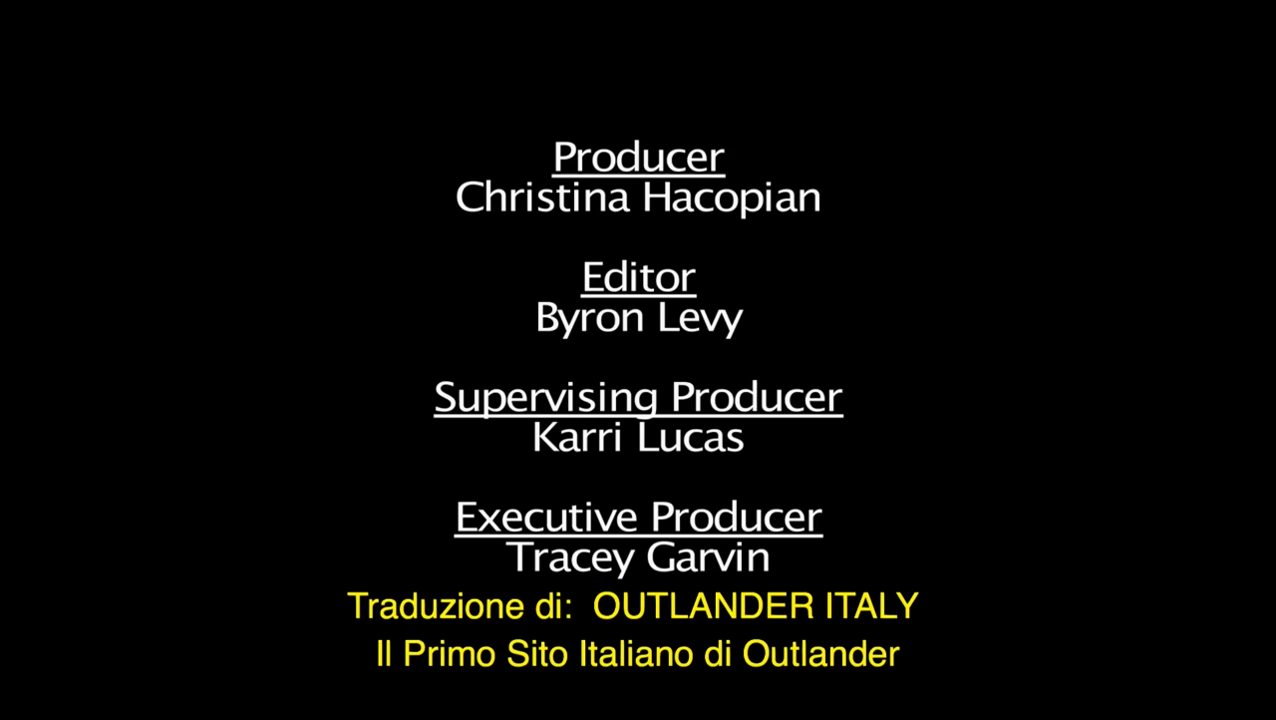 Producer
Christina Hacopian
Editor
Byron Levy
Supervising Producer
Karri Lucas
Executive Producer
Tracey Garvin
Traduzione di: OUTLANDER ITALY
Il Primo Sito Italiano di Outlander